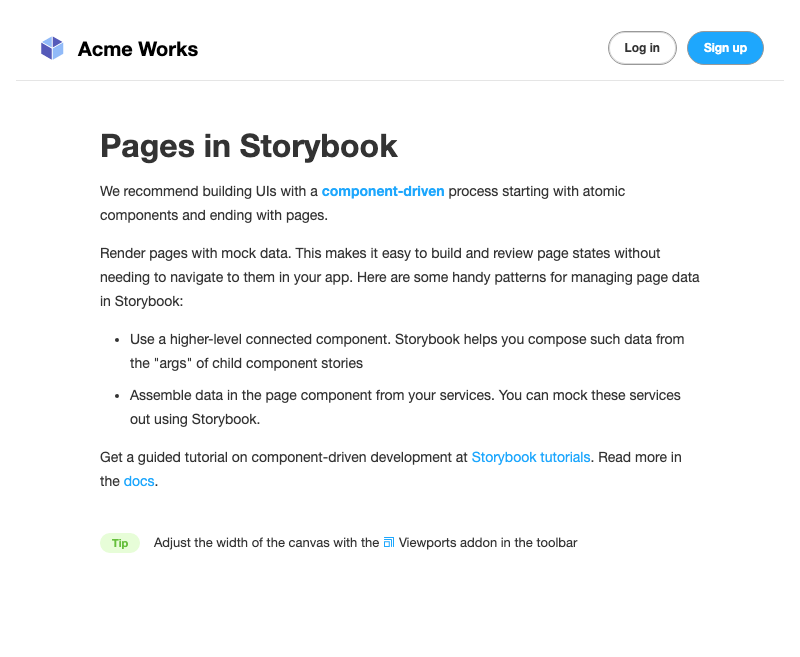 Acme Works
Log in
Sign up
Pages in Storybook
We recommend building UIs with a component-driven process starting with atomic
components and ending with pages.
Render pages with mock data. This makes it easy to build and review page states without
needing to navigate to them in your app. Here are some handy patterns for managing page data
in Storybook:
• Use a higher-level connected component. Storybook helps you compose such data from
the "args" of child component stories
• Assemble data in the page component from your services. You can mock these services
out using Storybook.
Get a guided tutorial on component-driven development at Storybook tutorials. Read more in
the docs.
Tip
Adjust the width of the canvas with the Viewports addon in the toolbar